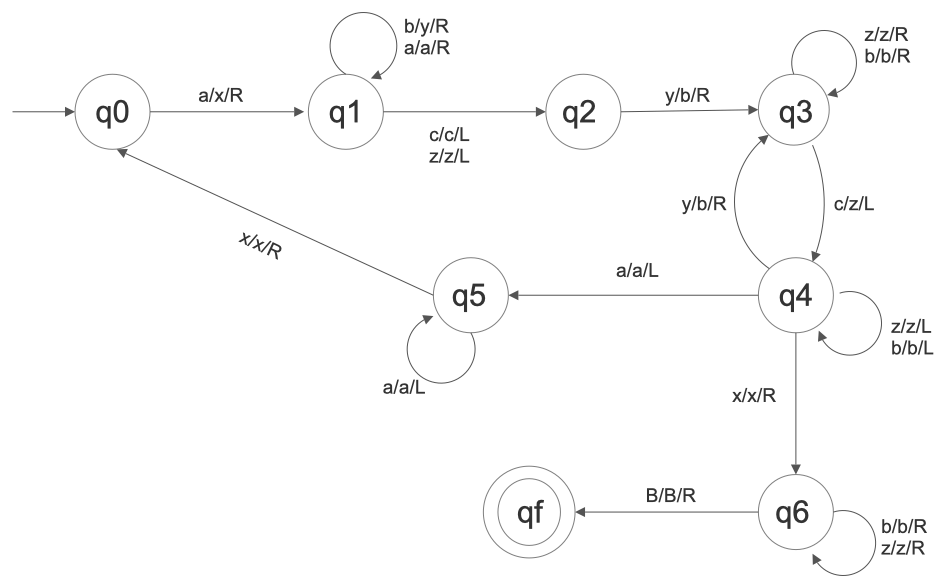 b/y/R
a/a/R
z/z/R
b/b/R
q0
a/x/R
q1
c/c/L
z/z/L
q2
y/b/R
q3
y/b/R
c/z/L
x/x/R
q5
a/a/L
q4
z/z/L
b/b/L
a/a/L
x/x/R
qf
B/B/R
q6
b/b/R
z/z/R